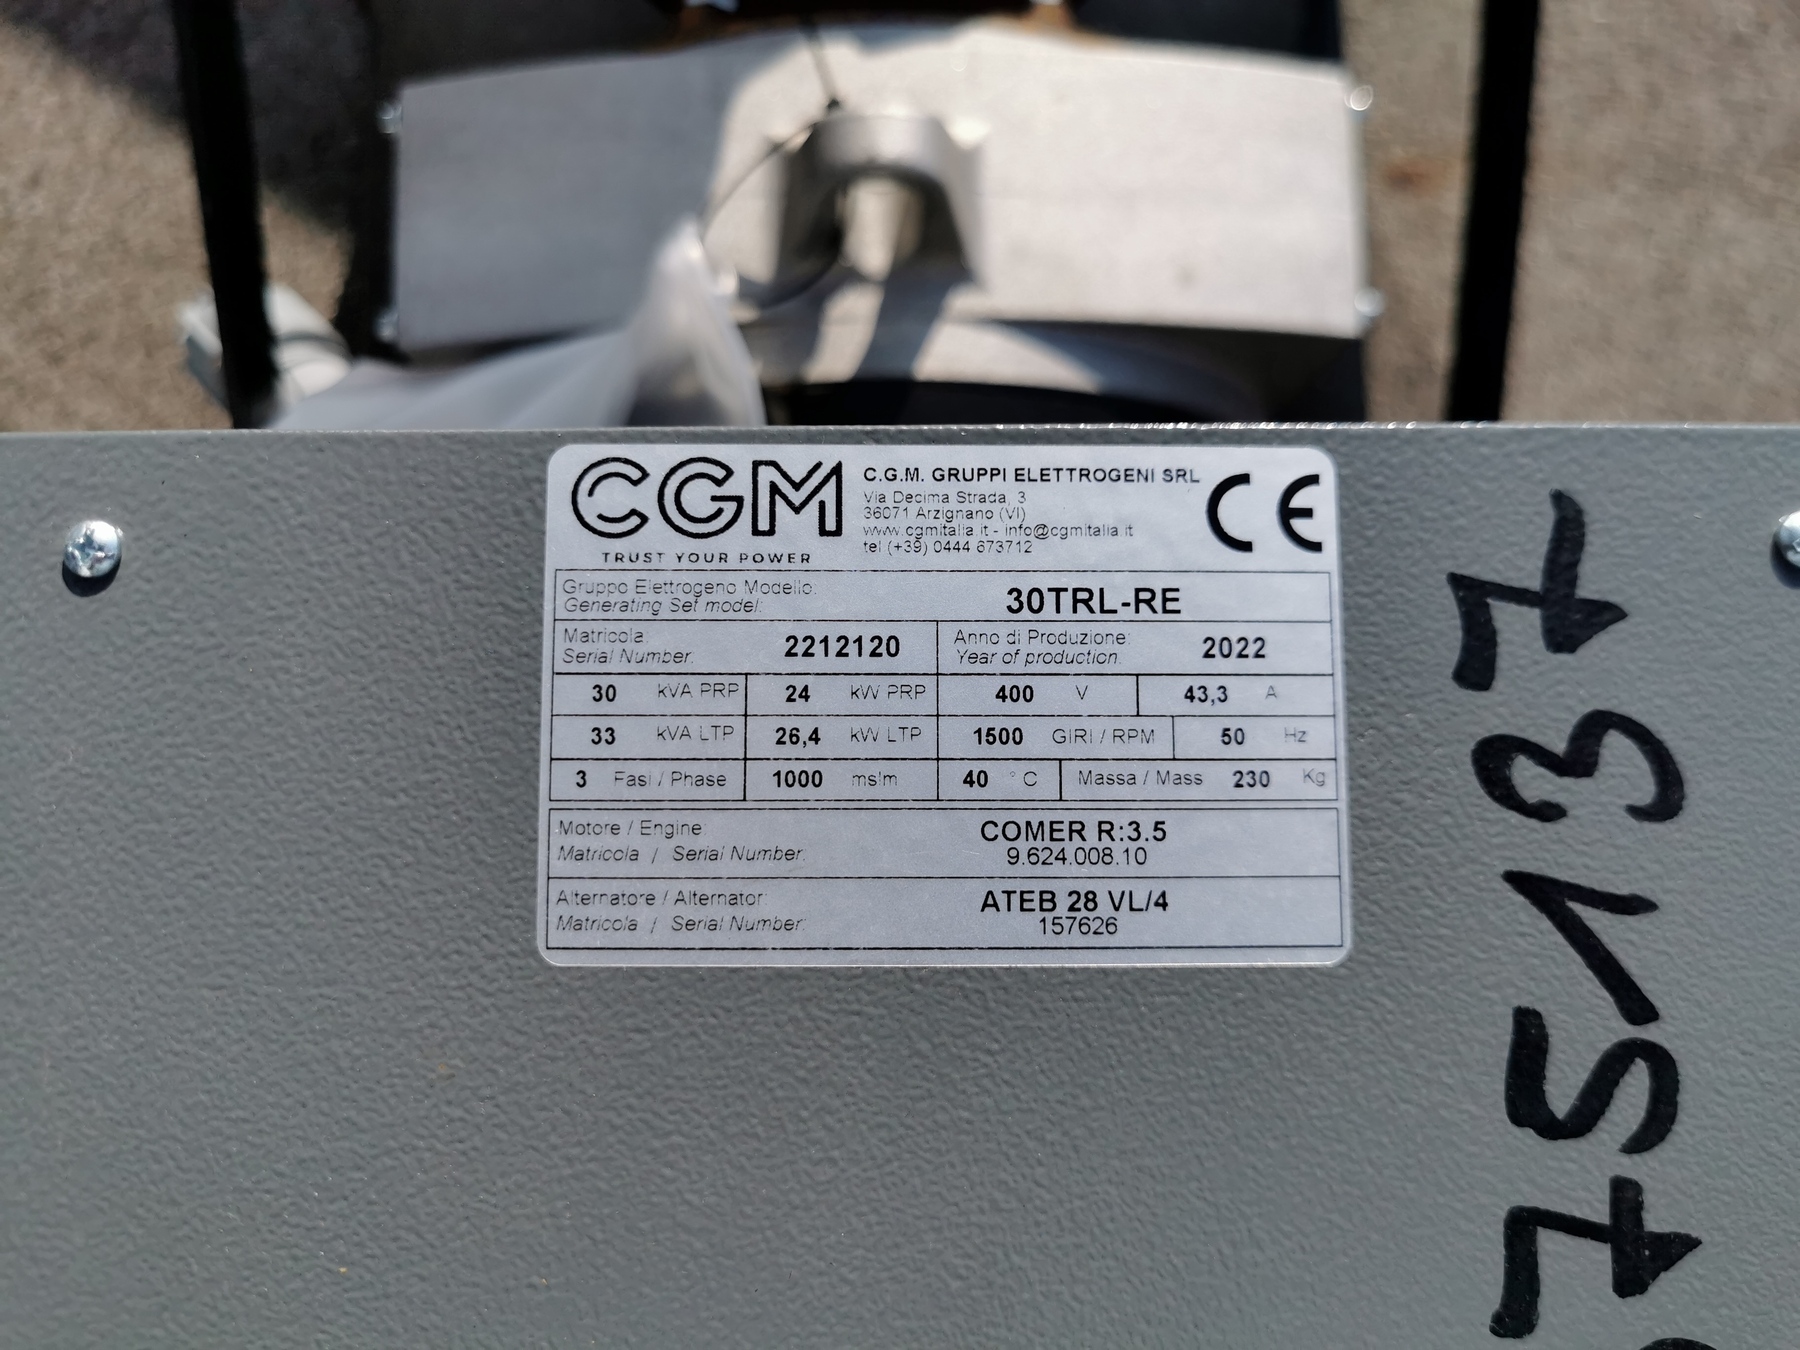 CGM
TRUST YOUR POWER
C.G.M. GRUPPI ELETTROGENI SRL
Via Decima Strada, 3
36071 Arzignano (VI)
www.cgmitalia.it - info@cgmitalia.it
tel (+39) 0444 673712
CE
Gruppo Elettrogeno Modello:
Generating Set model: 30TRL-RE
Matricola:
Serial Number: 2212120
Anno di Produzione:
Year of production: 2022
30 kVA PRP 24 kW PRP 400 V 43,3 A
33 kVA LTP 26,4 kW LTP 1500 GIRI / RPM 50 Hz
3 Fasi / Phase 1000 mslm 40 °C Massa / Mass 230 Kg
Motore / Engine: COMER R:3.5
Matricola / Serial Number: 9.624.008.10
Alternatore / Alternator: ATEB 28 VL/4
Matricola / Serial Number: 157626
75137